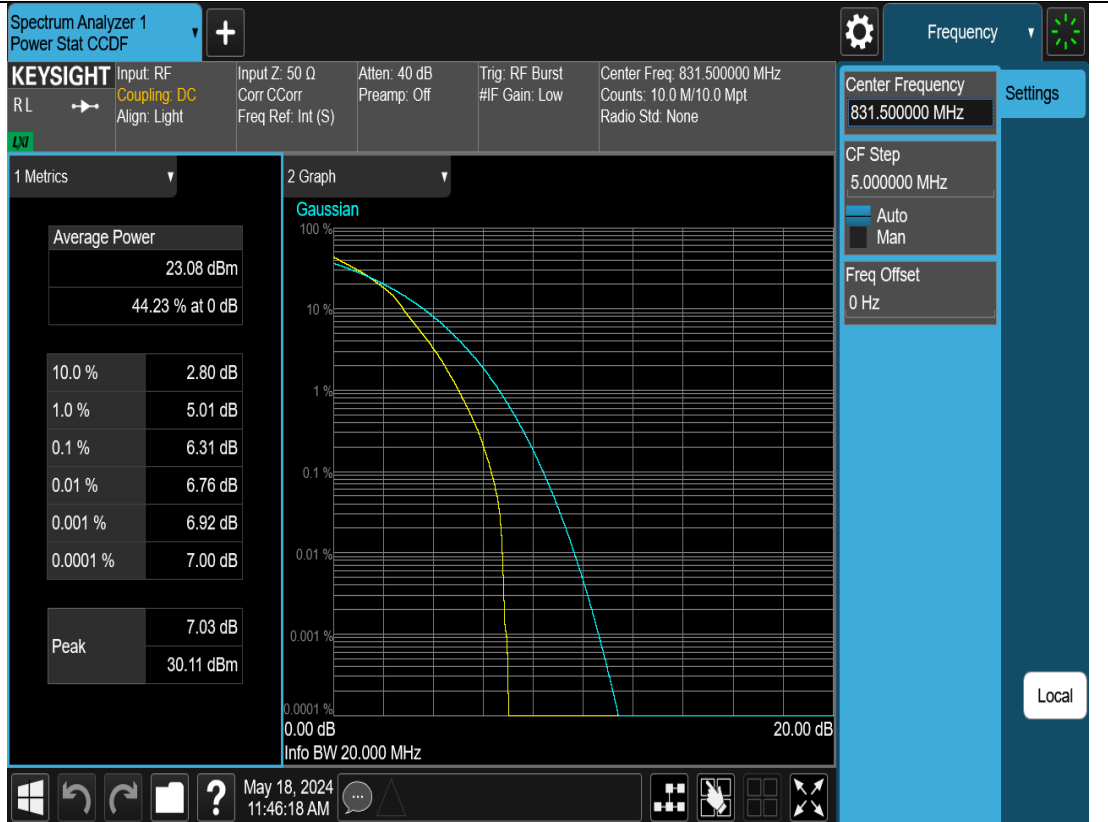 Spectrum Analyzer 1
Power Stat CCDF
+
Frequency
KEYSIGHT
R L
LXI
Input: RF
Coupling: DC
Align: Light
Input Z: 50 Ω
Corr CCorr
Freq Ref: Int (S)
Atten: 40 dB
Preamp: Off
Trig: RF Burst
#IF Gain: Low
Center Freq: 831.500000 MHz
Counts: 10.0 M/10.0 Mpt
Radio Std: None
Center Frequency
831.500000 MHz
Settings
CF Step
5.000000 MHz
Auto
Man
Freq Offset
0 Hz
1 Metrics
Average Power
23.08 dBm
44.23 % at 0 dB
10.0 % 2.80 dB
1.0 % 5.01 dB
0.1 % 6.31 dB
0.01 % 6.76 dB
0.001 % 6.92 dB
0.0001 % 7.00 dB
Peak
7.03 dB
30.11 dBm
2 Graph
Gaussian
100 %
10 %
1 %
0.1 %
0.01 %
0.001 %
0.0001 %
0.00 dB 20.00 dB
Info BW 20.000 MHz
Local
?
May 18, 2024
11:46:18 AM